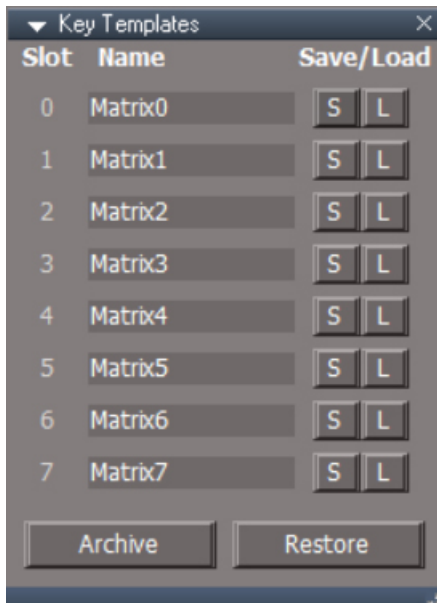 Key Templates
Slot Name Save/Load
0 Matrix0 S L
1 Matrix1 S L
2 Matrix2 S L
3 Matrix3 S L
4 Matrix4 S L
5 Matrix5 S L
6 Matrix6 S L
7 Matrix7 S L
Archive Restore